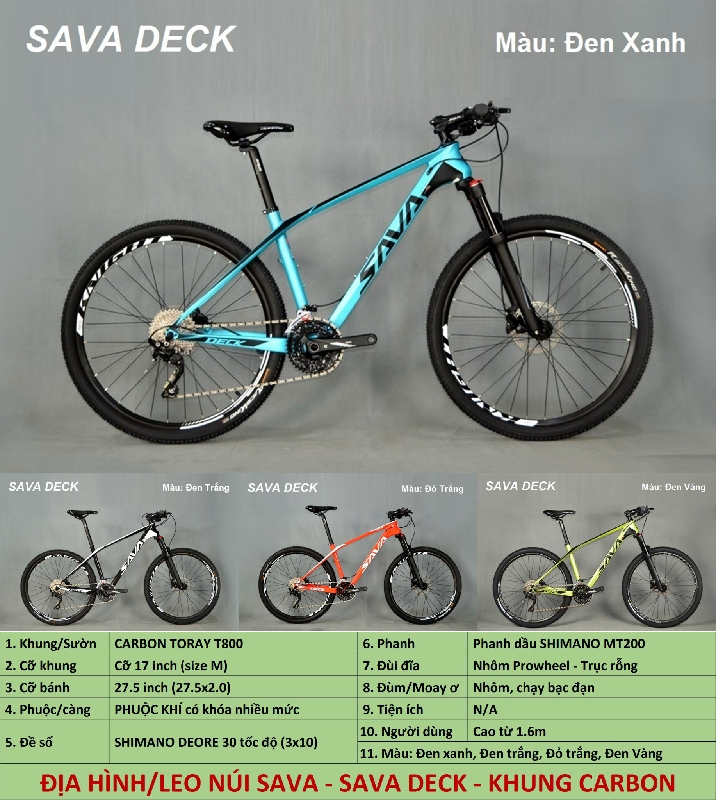 SAVA DECK
Màu: Đen Xanh
SAVA
DECK
SAVA DECK
Màu: Đen Trắng
SAVA
SAVA DECK
Màu: Đỏ Trắng
SAVA
SAVA DECK
Màu: Đen Vàng
SAVA
1. Khung/Sườn CARBON TORAY T800
2. Cỡ khung Cỡ 17 Inch (size M)
3. Cỡ bánh 27.5 inch (27.5x2.0)
4. Phuộc/càng PHUỘC KHÍ có khóa nhiều mức
5. Đề số SHIMANO DEORE 30 tốc độ (3x10)
6. Phanh Phanh dầu SHIMANO MT200
7. Đùi đĩa Nhôm Prowheel - Trục rỗng
8. Đùm/Moay ơ Nhôm, chạy bạc đạn
9. Tiện ích N/A
10. Người dùng Cao từ 1.6m
11. Màu: Đen xanh, Đen trắng, Đỏ trắng, Đen Vàng
ĐỊA HÌNH/LEO NÚI SAVA - SAVA DECK - KHUNG CARBON